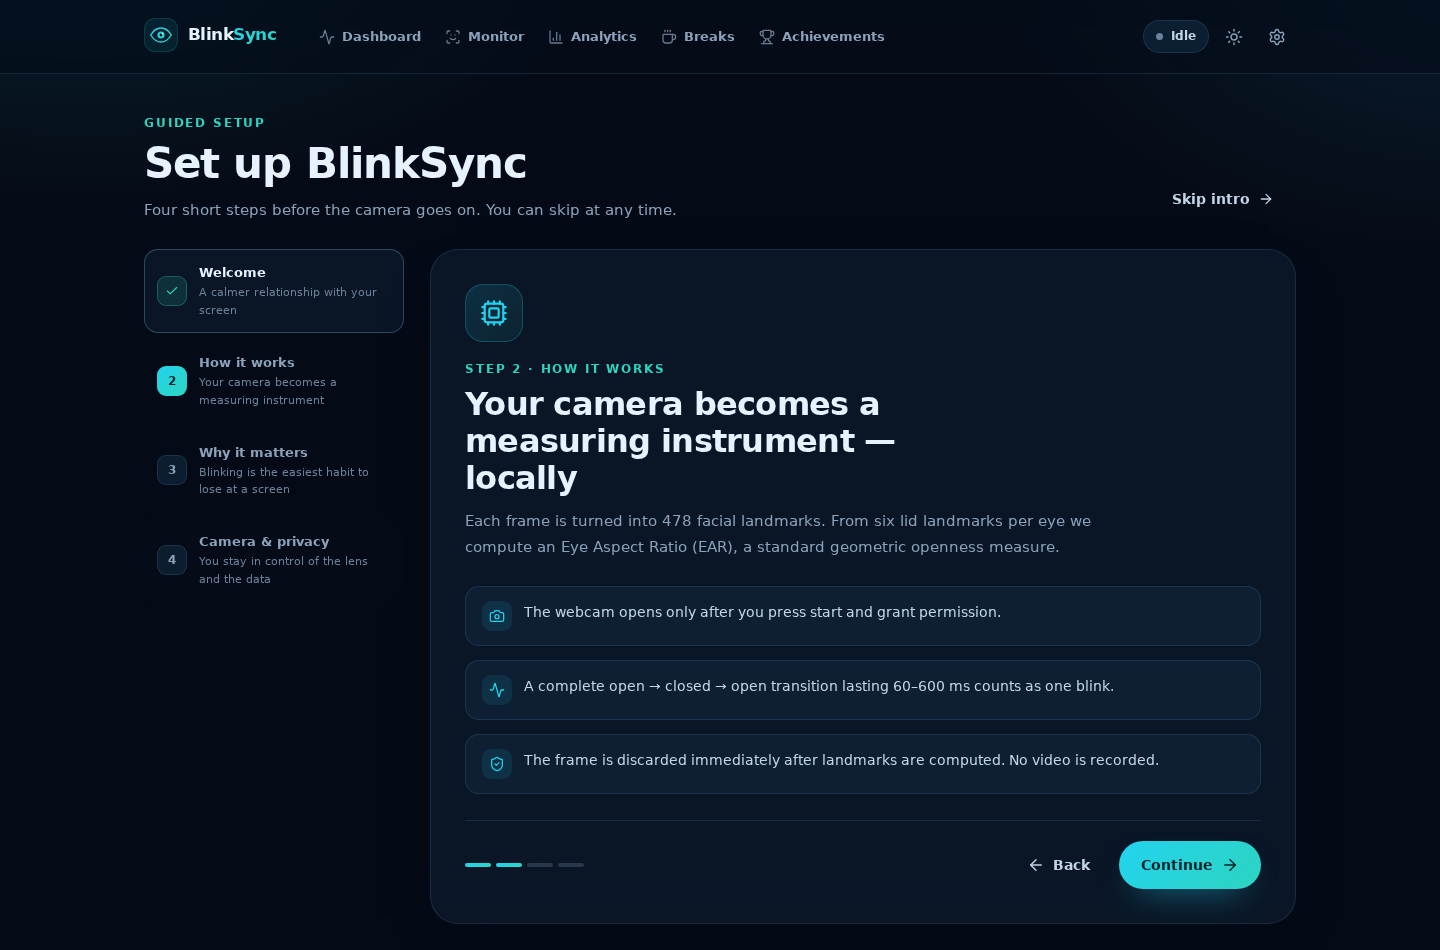 BlinkSync
Dashboard
Monitor
Analytics
Breaks
Achievements
Idle
GUIDED SETUP
Set up BlinkSync
Four short steps before the camera goes on. You can skip at any time.
Skip intro →
Welcome
A calmer relationship with your
screen
2
How it works
Your camera becomes a
measuring instrument
3
Why it matters
Blinking is the easiest habit to
lose at a screen
4
Camera & privacy
You stay in control of the lens
and the data
STEP 2 · HOW IT WORKS
Your camera becomes a
measuring instrument —
locally
Each frame is turned into 478 facial landmarks. From six lid landmarks per eye we
compute an Eye Aspect Ratio (EAR), a standard geometric openness measure.
The webcam opens only after you press start and grant permission.
A complete open → closed → open transition lasting 60–600 ms counts as one blink.
The frame is discarded immediately after landmarks are computed. No video is recorded.
← Back
Continue →